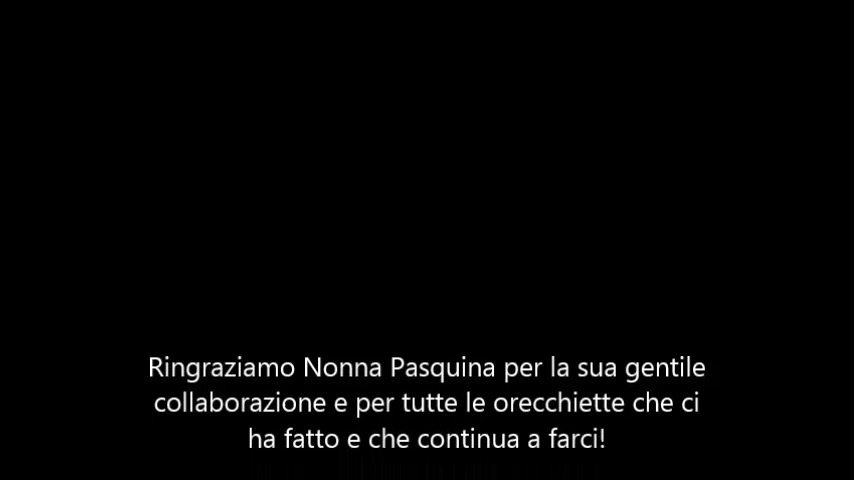 Ringraziamo Nonna Pasquina per la sua gentile
collaborazione e per tutte le orecchiette che ci
ha fatto e che continua a farci!